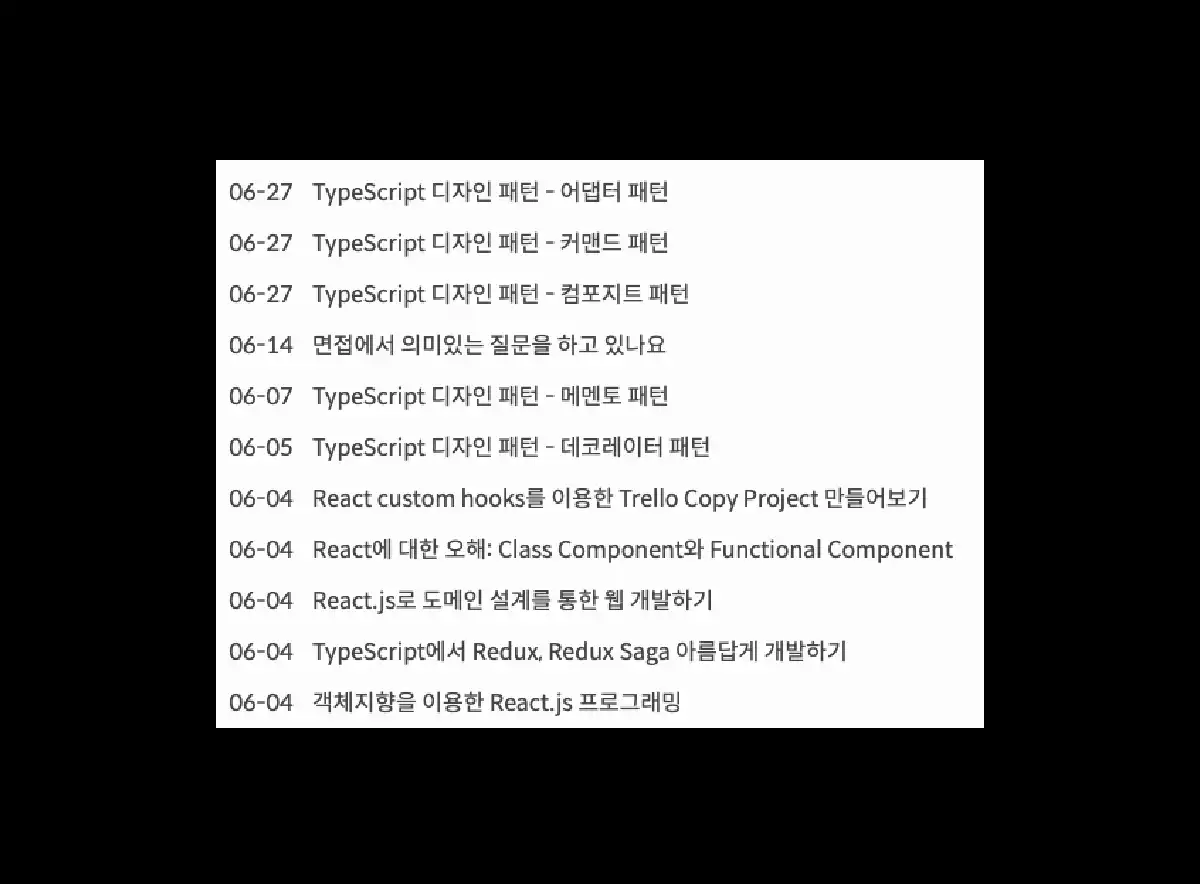 06-27 TypeScript 디자인 패턴 - 어댑터 패턴
06-27 TypeScript 디자인 패턴 - 커맨드 패턴
06-27 TypeScript 디자인 패턴 - 컴포지트 패턴
06-14 면접에서 의미있는 질문을 하고 있나요
06-07 TypeScript 디자인 패턴 - 메멘토 패턴
06-05 TypeScript 디자인 패턴 - 데코레이터 패턴
06-04 React custom hooks를 이용한 Trello Copy Project 만들어보기
06-04 React에 대한 오해: Class Component와 Functional Component
06-04 React.js로 도메인 설계를 통한 웹 개발하기
06-04 TypeScript에서 Redux, Redux Saga 아름답게 개발하기
06-04 객체지향을 이용한 React.js 프로그래밍